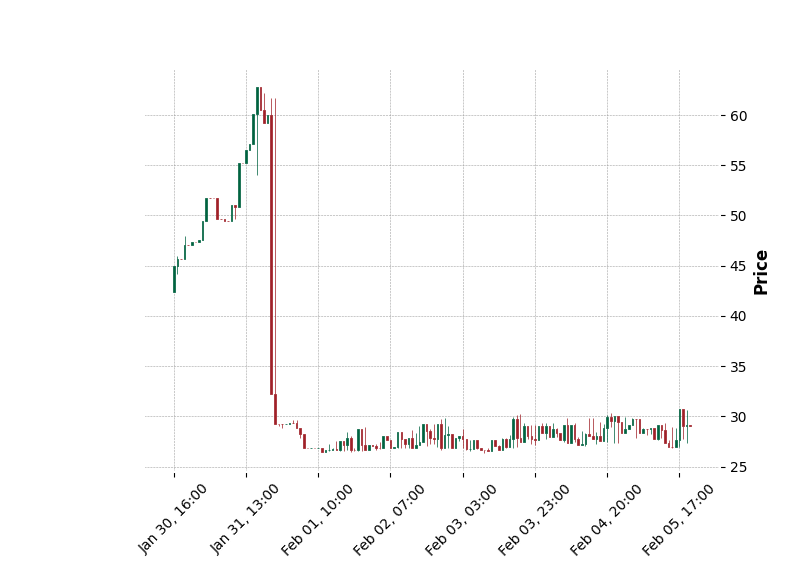 60
55
50
45
40
35
30
25
Price
Jan 30, 16:00
Jan 31, 13:00
Feb 01, 10:00
Feb 02, 07:00
Feb 03, 03:00
Feb 03, 23:00
Feb 04, 20:00
Feb 05, 17:00